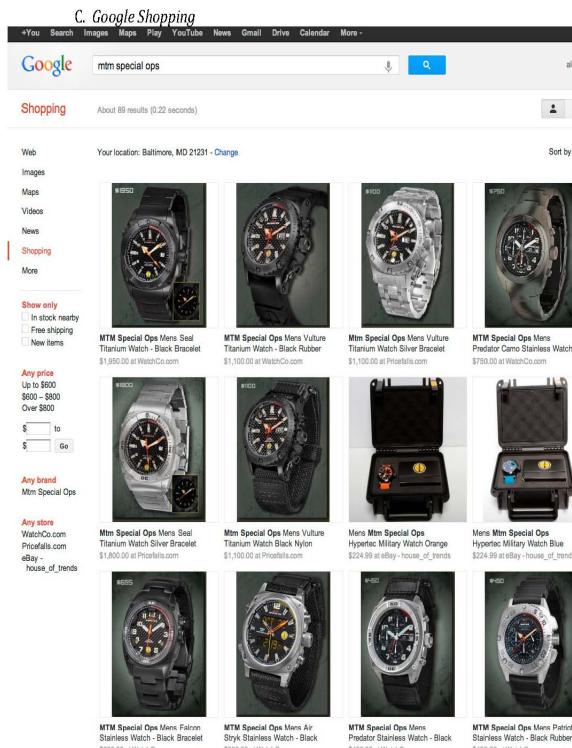 C. Google Shopping
+You Search Images Maps Play YouTube News Gmail Drive Calendar More -
Google
mtm special ops
Shopping
About 89 results (0.22 seconds)
Web
Images
Maps
Videos
News
Shopping
More
Your location: Baltimore, MD 21231 - Change
Sort by
Show only
In stock nearby
Free shipping
New items
Any price
Up to $600
$600 – $800
Over $800
$ to
$ Go
Any brand
Mtm Special Ops
Any store
WatchCo.com
Pricefalls.com
eBay -
house_of_trends
$1950
$1100
$750
MTM Special Ops Mens Seal
Titanium Watch - Black Bracelet
$1,950.00 at WatchCo.com
MTM Special Ops Mens Vulture
Titanium Watch - Black Rubber
$1,100.00 at WatchCo.com
Mtm Special Ops Mens Vulture
Titanium Watch Silver Bracelet
$1,100.00 at Pricefalls.com
MTM Special Ops Mens
Predator Camo Stainless Watch
$750.00 at WatchCo.com
$1800
$1100
Mtm Special Ops Mens Seal
Titanium Watch Silver Bracelet
$1,800.00 at Pricefalls.com
Mtm Special Ops Mens Vulture
Titanium Watch Black Nylon
$1,100.00 at Pricefalls.com
Mens Mtm Special Ops
Hypertec Military Watch Orange
$224.99 at eBay - house_of_trends
Mens Mtm Special Ops
Hypertec Military Watch Blue
$224.99 at eBay - house_of_trends
$695
$450
$450
MTM Special Ops Mens Falcon
Stainless Watch - Black Bracelet
MTM Special Ops Mens Air
Stryk Stainless Watch - Black
MTM Special Ops Mens
Predator Stainless Watch - Black
MTM Special Ops Mens Patriot
Stainless Watch - Black Rubber